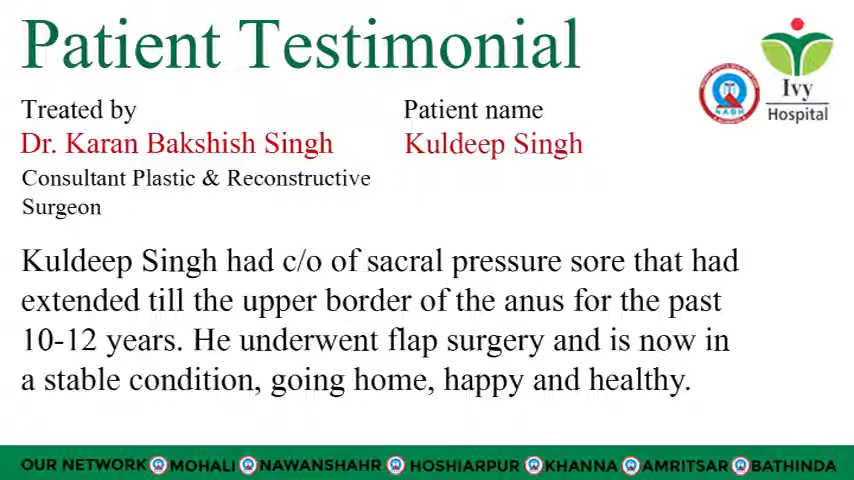 Patient Testimonial
Treated by
Dr. Karan Bakshish Singh
Consultant Plastic & Reconstructive
Surgeon
Patient name
Kuldeep Singh
NABH
Ivy
Hospital
Kuldeep Singh had c/o of sacral pressure sore that had
extended till the upper border of the anus for the past
10-12 years. He underwent flap surgery and is now in
a stable condition, going home, happy and healthy.
OUR NETWORK MOHALI NAWANSHAHR HOSHIARPUR KHANNA AMRITSAR BATHINDA